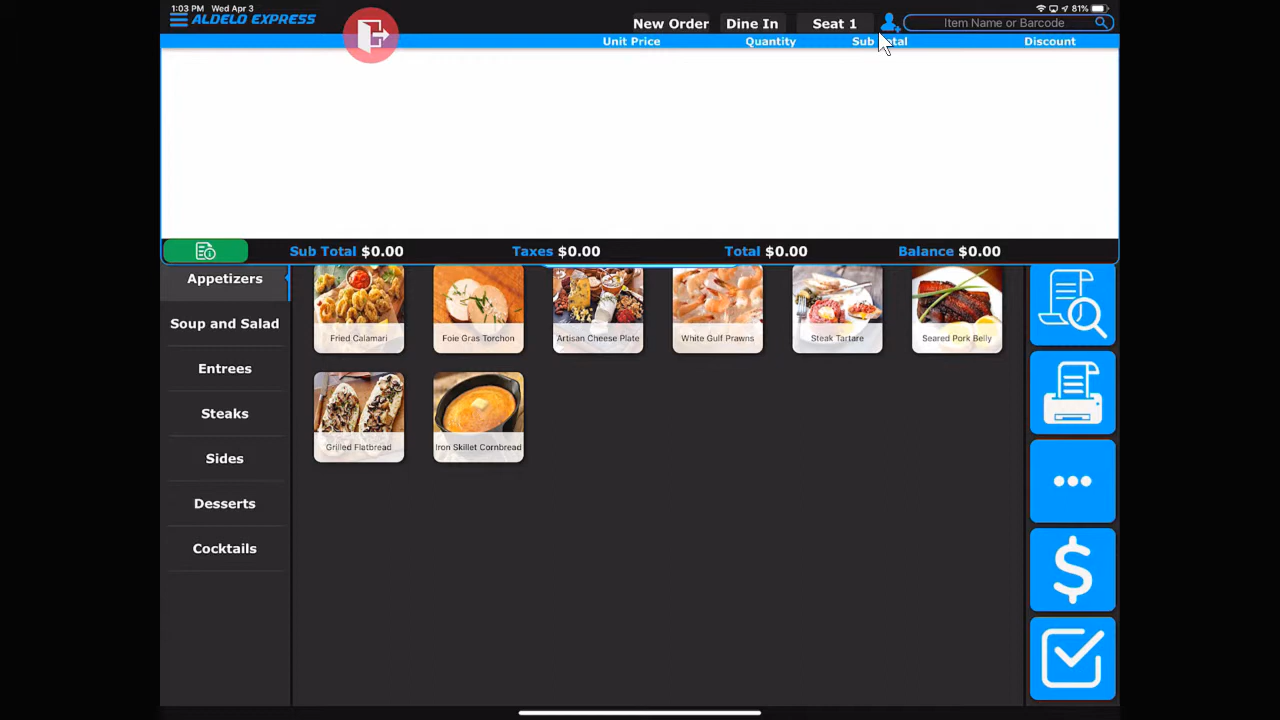 1:03 PM Wed Apr 3
81%
ALDELO EXPRESS
New Order
Dine In
Seat 1
Item Name or Barcode
Unit Price
Quantity
Discount
Sub Total $0.00
Taxes $0.00
Total $0.00
Balance $0.00
Appetizers
Soup and Salad
Entrees
Steaks
Sides
Desserts
Cocktails
Fried Calamari
Foie Gras Torchon
Artisan Cheese Plate
White Gulf Prawns
Steak Tartare
Seared Pork Belly
Grilled Flatbread
Iron Skillet Cornbread